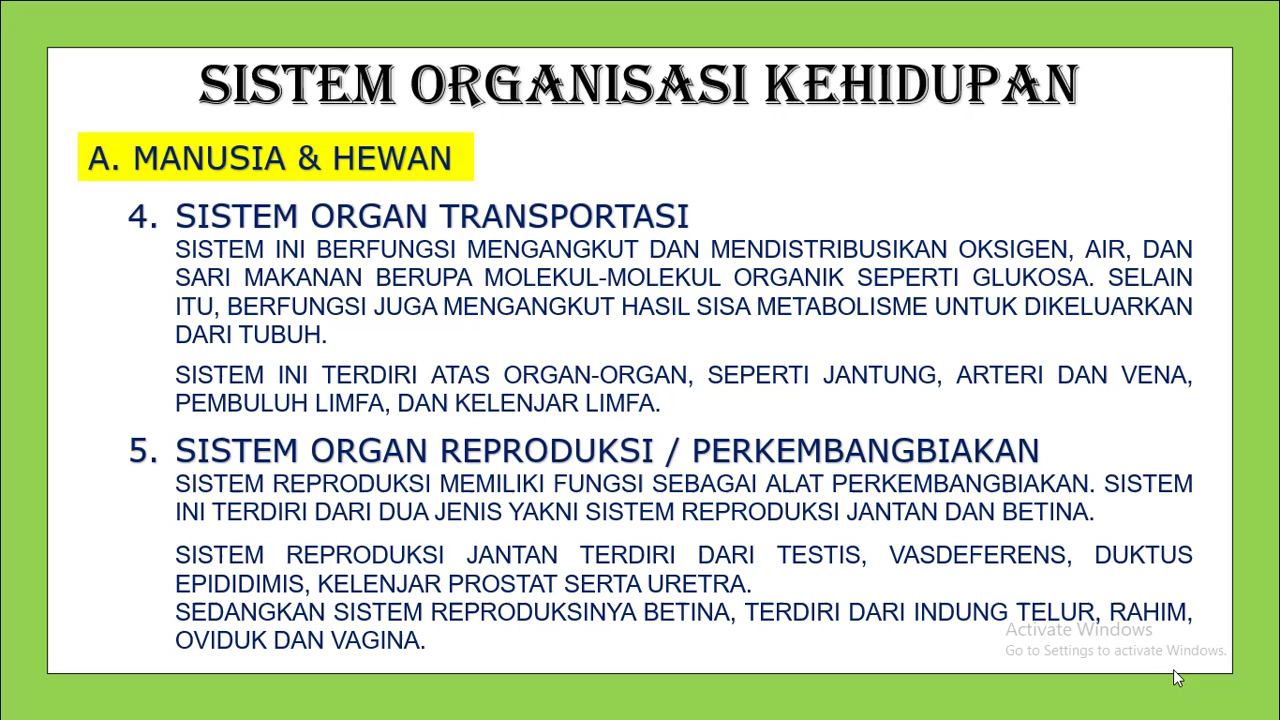 SISTEM ORGANISASI KEHIDUPAN
A. MANUSIA & HEWAN
4. SISTEM ORGAN TRANSPORTASI
SISTEM INI BERFUNGSI MENGANGKUT DAN MENDISTRIBUSIKAN OKSIGEN, AIR, DAN
SARI MAKANAN BERUPA MOLEKUL-MOLEKUL ORGANIK SEPERTI GLUKOSA. SELAIN
ITU, BERFUNGSI JUGA MENGANGKUT HASIL SISA METABOLISME UNTUK DIKELUARKAN
DARI TUBUH.
SISTEM INI TERDIRI ATAS ORGAN-ORGAN, SEPERTI JANTUNG, ARTERI DAN VENA,
PEMBULUH LIMFA, DAN KELENJAR LIMFA.
5. SISTEM ORGAN REPRODUKSI / PERKEMBANGBIAKAN
SISTEM REPRODUKSI MEMILIKI FUNGSI SEBAGAI ALAT PERKEMBANGBIAKAN. SISTEM
INI TERDIRI DARI DUA JENIS YAKNI SISTEM REPRODUKSI JANTAN DAN BETINA.
SISTEM REPRODUKSI JANTAN TERDIRI DARI TESTIS, VASDEFERENS, DUKTUS
EPIDIDIMIS, KELENJAR PROSTAT SERTA URETRA.
SEDANGKAN SISTEM REPRODUKSINYA BETINA, TERDIRI DARI INDUNG TELUR, RAHIM,
OVIDUK DAN VAGINA.
Activate Windows
Go to Settings to activate Windows.